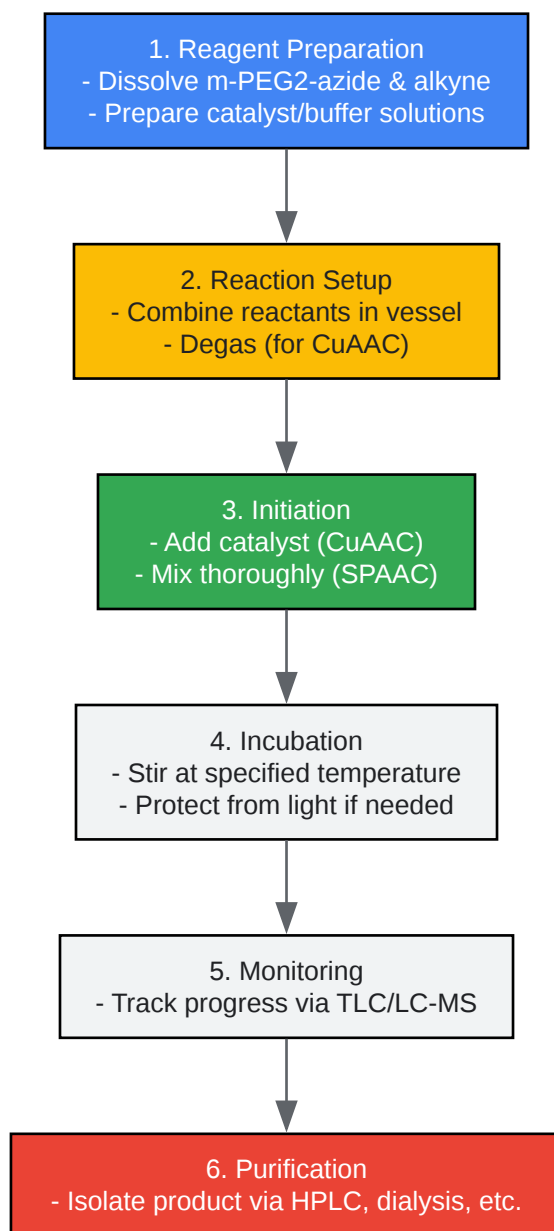 1. Reagent Preparation
- Dissolve m-PEG2-azide & alkyne
- Prepare catalyst/buffer solutions
2. Reaction Setup
- Combine reactants in vessel
- Degas (for CuAAC)
3. Initiation
- Add catalyst (CuAAC)
- Mix thoroughly (SPAAC)
4. Incubation
- Stir at specified temperature
- Protect from light if needed
5. Monitoring
- Track progress via TLC/LC-MS
6. Purification
- Isolate product via HPLC, dialysis, etc.